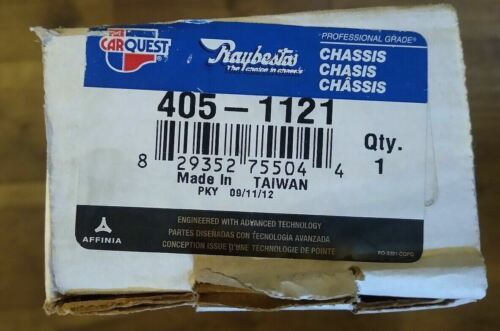 CARQUEST
Raybestos
The choice in chassis
PROFESSIONAL GRADE
CHASSIS
CHASIS
CHÂSSIS
405-1121
Qty.
1
8 29352 75504 4
Made In TAIWAN
PKY 09/11/12
AFFINIA
ENGINEERED WITH ADVANCED TECHNOLOGY
PARTES DISEÑADAS CON TECNOLOGIA AVANZADA
CONCEPTION ISSUE D'UNE TECHNOLOGIE DE POINTE